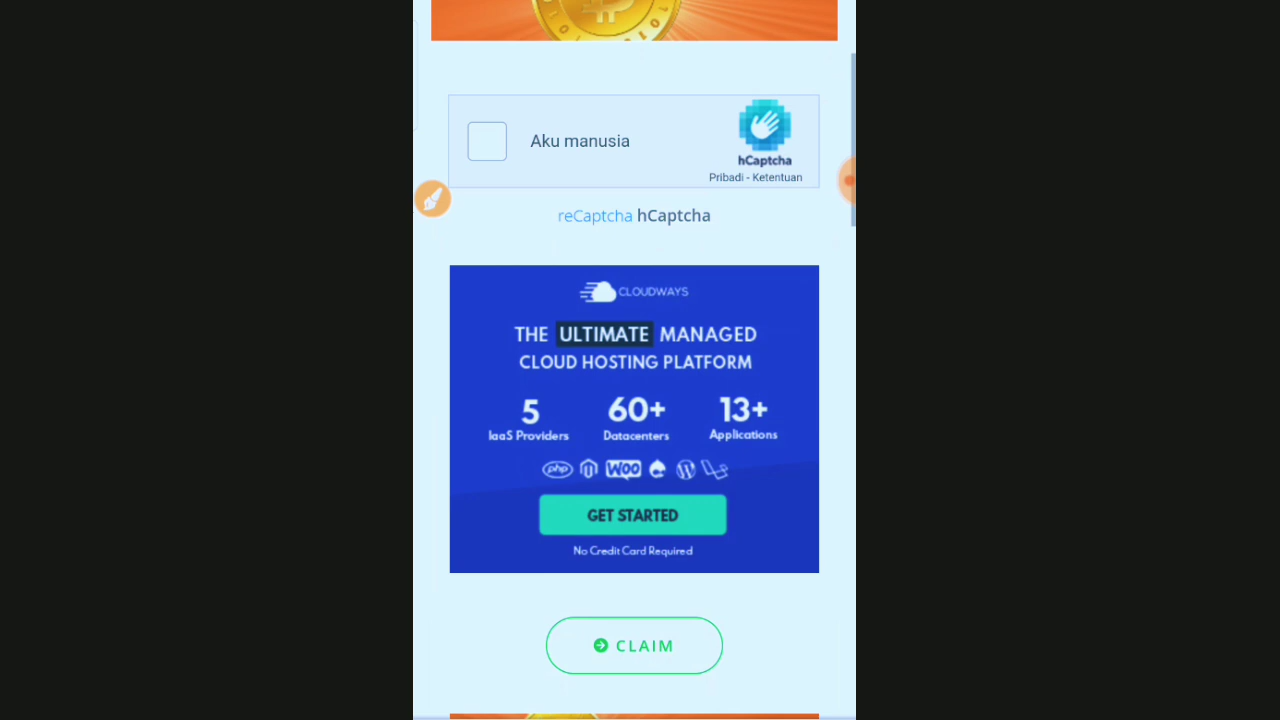 Aku manusia
hCaptcha
Pribadi - Ketentuan
reCaptcha hCaptcha
CLOUDWAYS
THE ULTIMATE MANAGED
CLOUD HOSTING PLATFORM
5 60+ 13+
IaaS Providers Datacenters Applications
php WOO
GET STARTED
No Credit Card Required
CLAIM